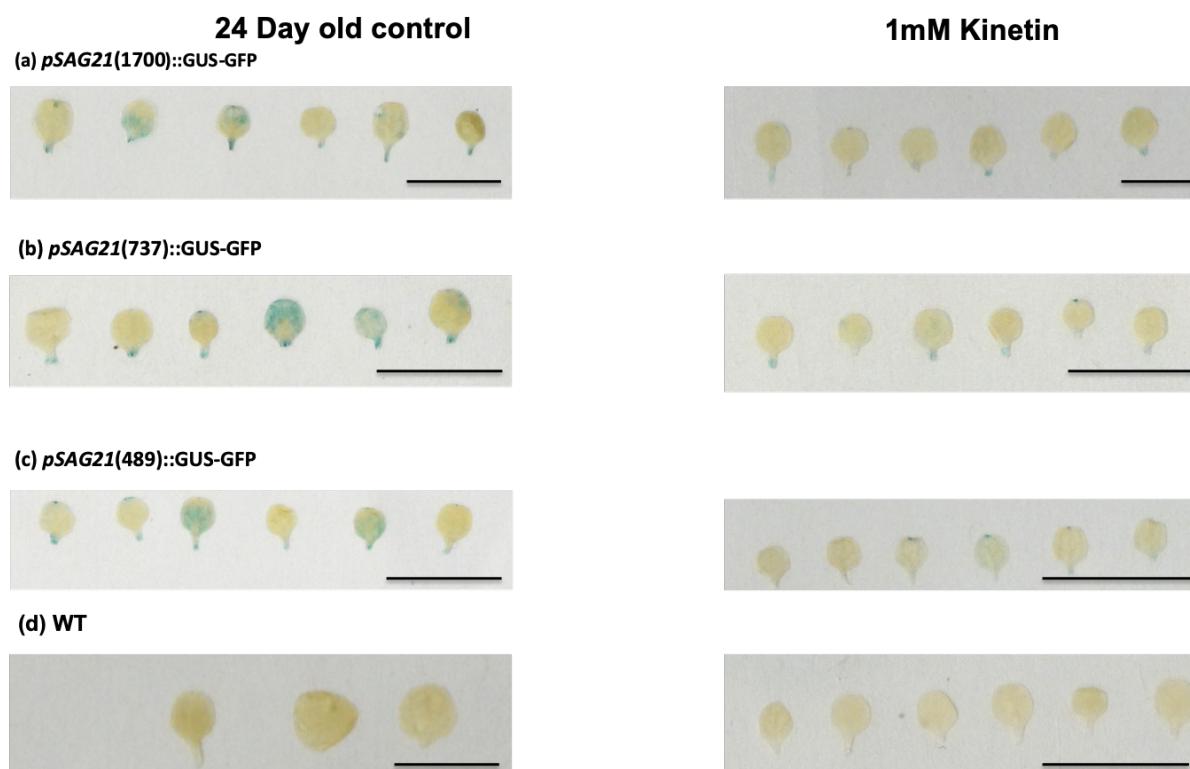 24 Day old control
1mM Kinetin
(a) pSAG21(1700)::GUS-GFP
(b) pSAG21(737)::GUS-GFP
(c) pSAG21(489)::GUS-GFP
(d) WT